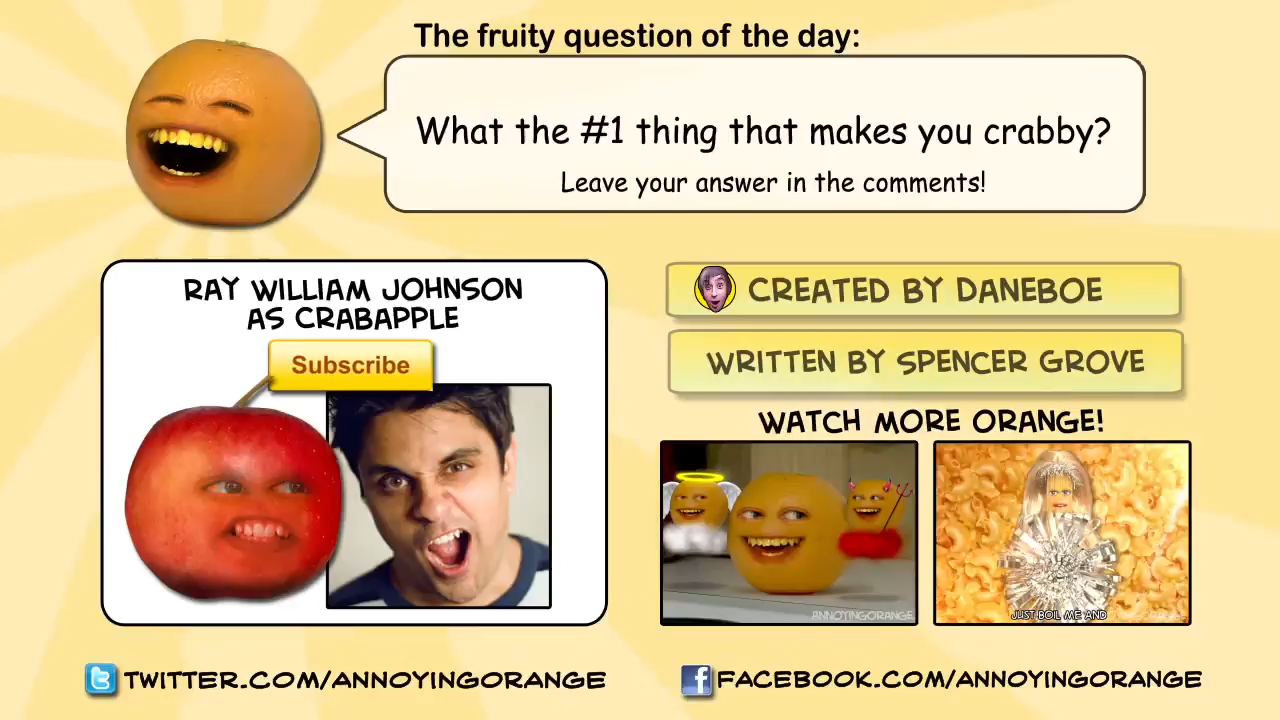 The fruity question of the day:
What the #1 thing that makes you crabby?
Leave your answer in the comments!
RAY WILLIAM JOHNSON
AS CRABAPPLE
Subscribe
CREATED BY DANEBOE
WRITTEN BY SPENCER GROVE
WATCH MORE ORANGE!
ANNOYINGORANGE
JUST BOIL ME AND
TWITTER.COM/ANNOYINGORANGE
FACEBOOK.COM/ANNOYINGORANGE